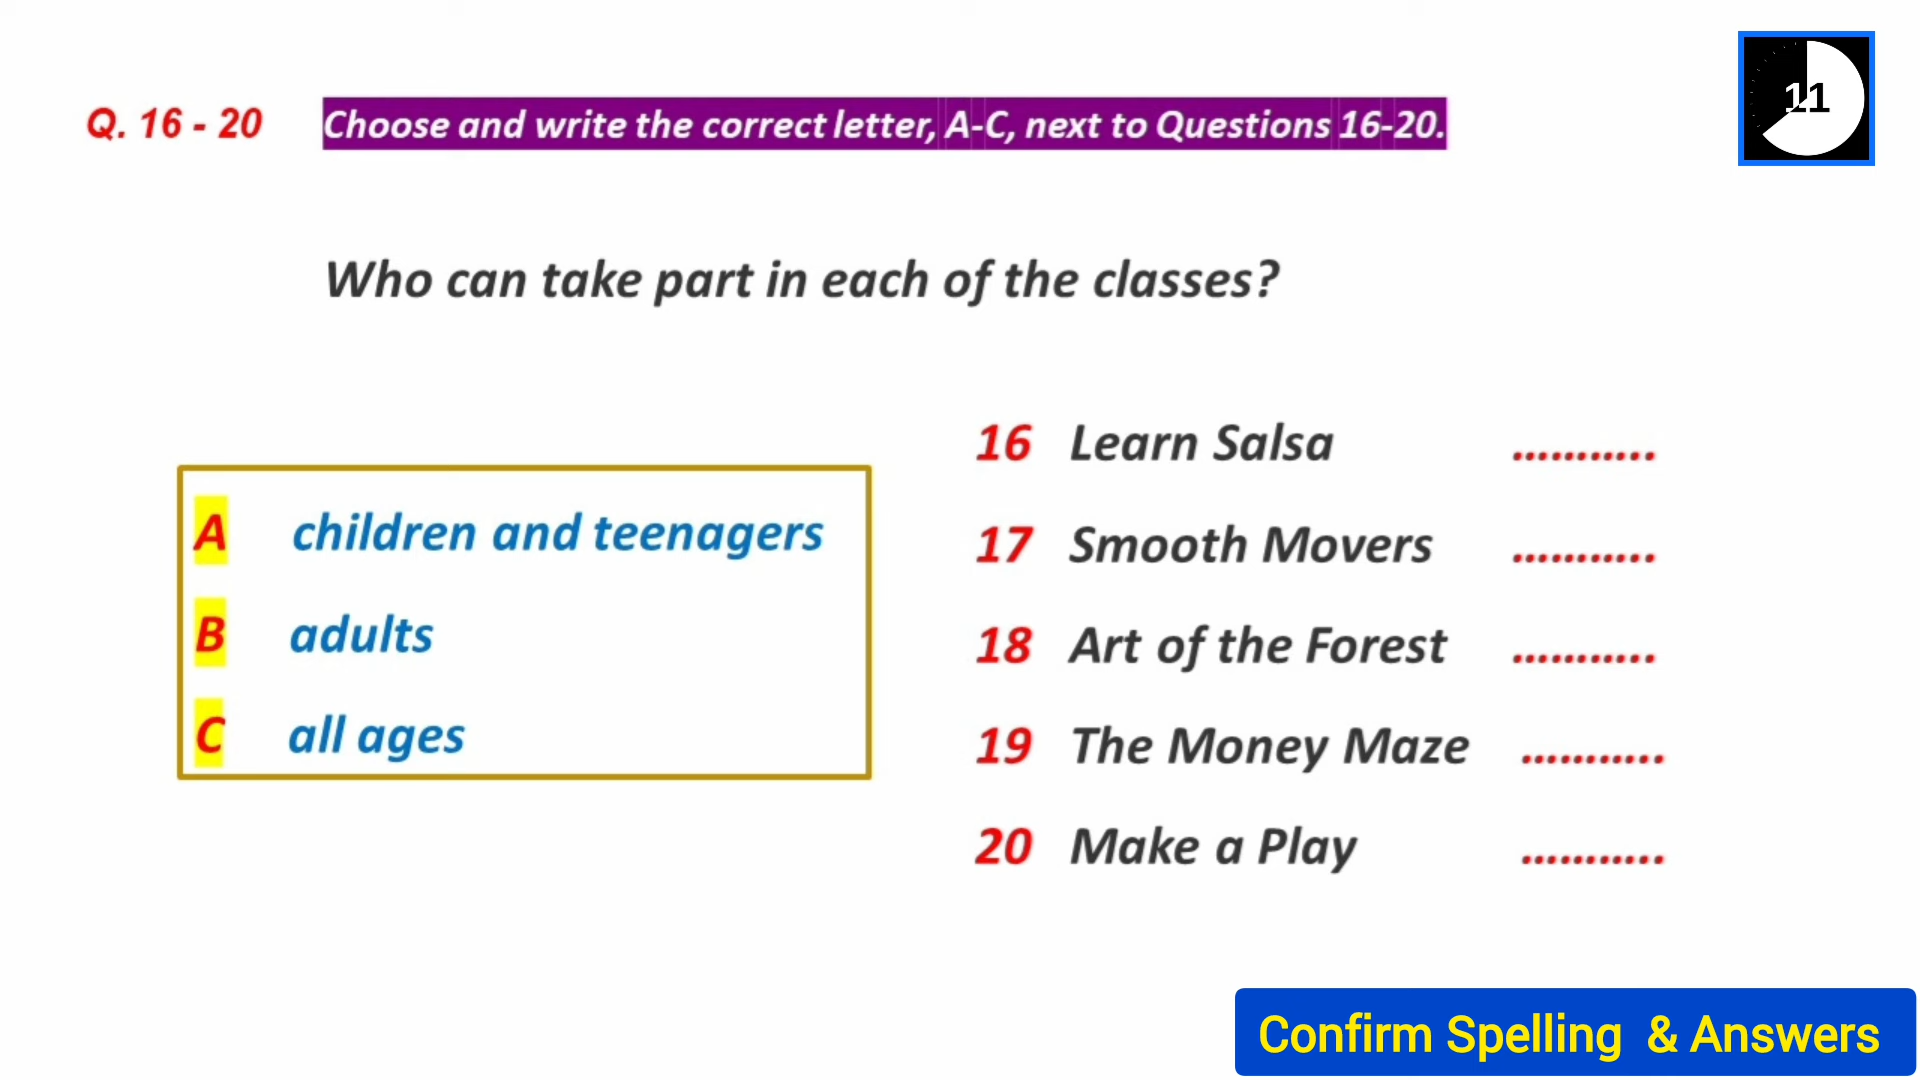 11
Q. 16 - 20 Choose and write the correct letter, A-C, next to Questions 16-20.
Who can take part in each of the classes?
A children and teenagers
B adults
C all ages
16 Learn Salsa ...........
17 Smooth Movers ...........
18 Art of the Forest ...........
19 The Money Maze ...........
20 Make a Play ...........
Confirm Spelling & Answers